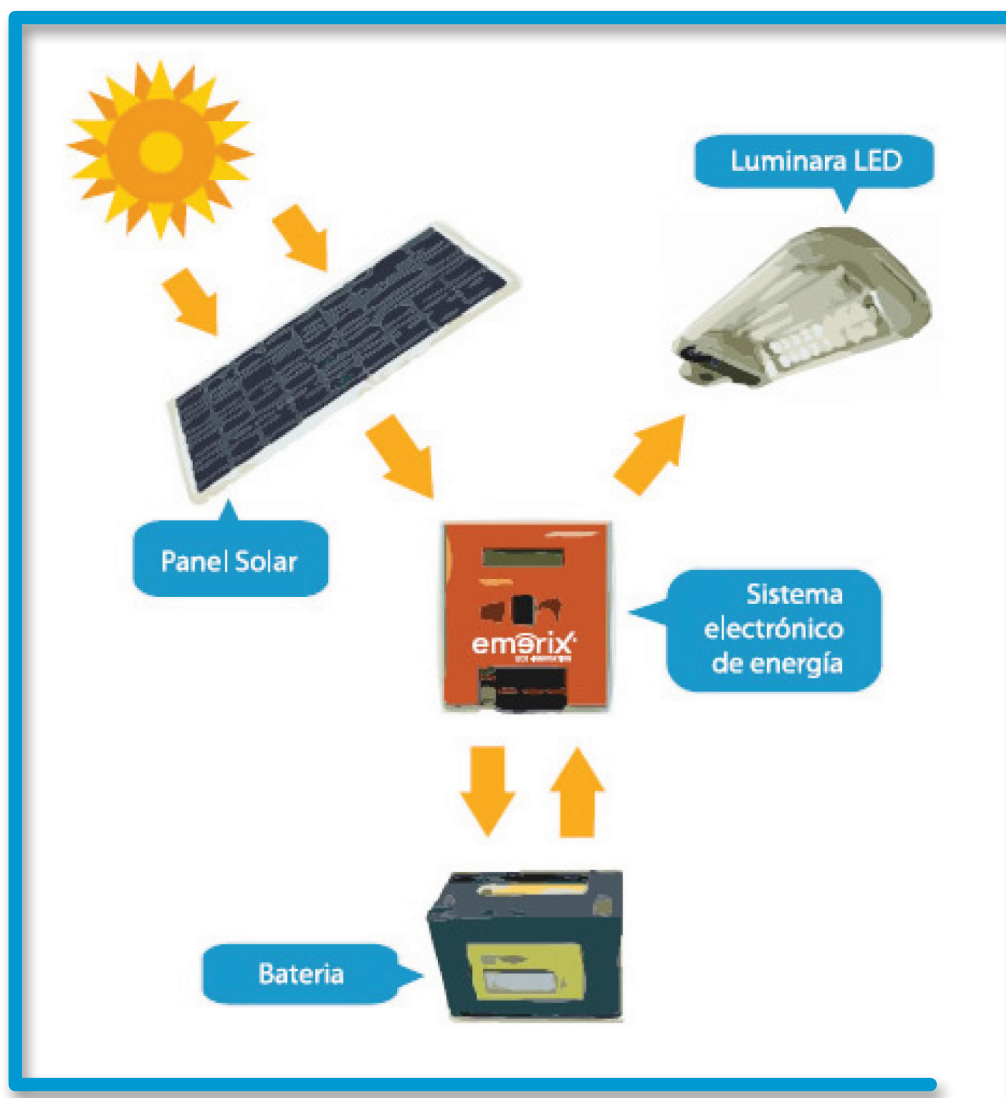 Luminara LED
Panel Solar
Sistema
electrónico
de energía
emerix
Bateria